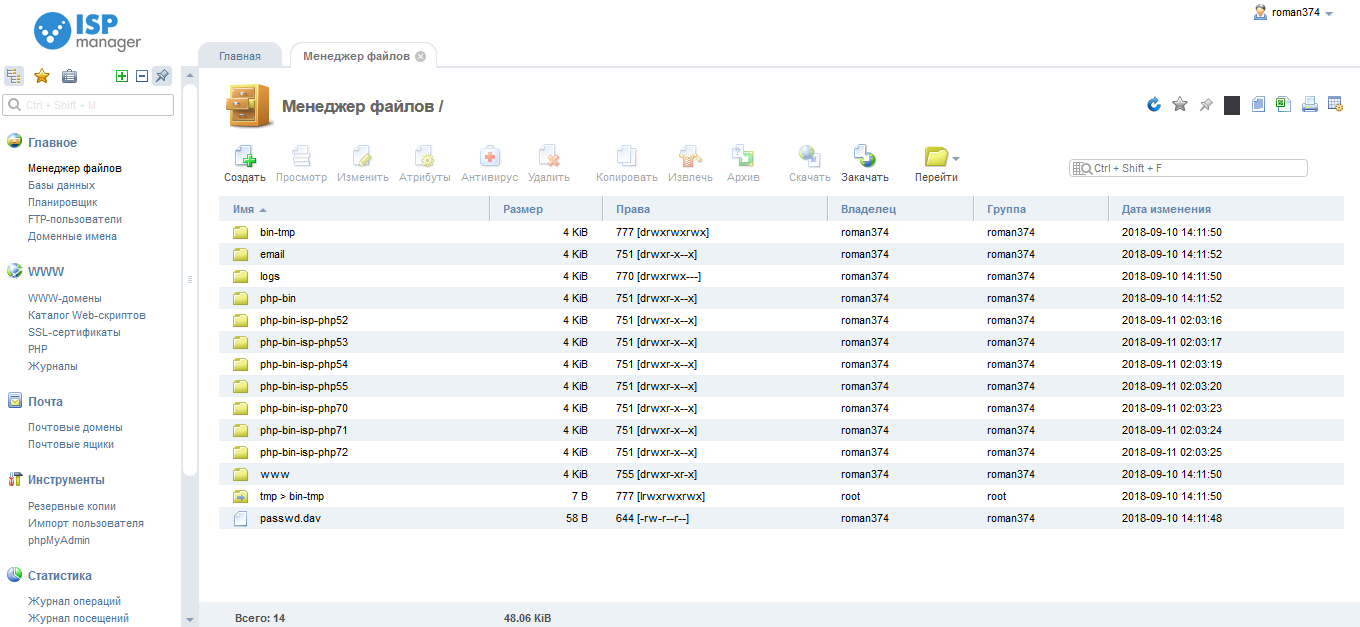 ISP
manager
roman374
Главная
Менеджер файлов
Ctrl + Shift + M
Главное
Менеджер файлов
Базы данных
Планировщик
FTP-пользователи
Доменные имена
WWW
WWW-домены
Каталог Web-скриптов
SSL-сертификаты
PHP
Журналы
Почта
Почтовые домены
Почтовые ящики
Инструменты
Резервные копии
Импорт пользователя
phpMyAdmin
Статистика
Журнал операций
Журнал посещений
Менеджер файлов /
Создать Просмотр Изменить Атрибуты Антивирус Удалить Копировать Извлечь Архив Скачать Закачать Перейти
Ctrl + Shift + F
Имя Размер Права Владелец Группа Дата изменения
bin-tmp 4 KiB 777 [drwxrwxrwx] roman374 roman374 2018-09-10 14:11:50
email 4 KiB 751 [drwxr-x--x] roman374 roman374 2018-09-10 14:11:52
logs 4 KiB 770 [drwxrwx---] roman374 roman374 2018-09-10 14:11:50
php-bin 4 KiB 751 [drwxr-x--x] roman374 roman374 2018-09-10 14:11:52
php-bin-isp-php52 4 KiB 751 [drwxr-x--x] roman374 roman374 2018-09-11 02:03:16
php-bin-isp-php53 4 KiB 751 [drwxr-x--x] roman374 roman374 2018-09-11 02:03:17
php-bin-isp-php54 4 KiB 751 [drwxr-x--x] roman374 roman374 2018-09-11 02:03:19
php-bin-isp-php55 4 KiB 751 [drwxr-x--x] roman374 roman374 2018-09-11 02:03:20
php-bin-isp-php70 4 KiB 751 [drwxr-x--x] roman374 roman374 2018-09-11 02:03:23
php-bin-isp-php71 4 KiB 751 [drwxr-x--x] roman374 roman374 2018-09-11 02:03:24
php-bin-isp-php72 4 KiB 751 [drwxr-x--x] roman374 roman374 2018-09-11 02:03:25
www 4 KiB 755 [drwxr-xr-x] roman374 roman374 2018-09-10 14:11:50
tmp > bin-tmp 7 B 777 [lrwxrwxrwx] root root 2018-09-10 14:11:50
passwd.dav 58 B 644 [-rw-r--r--] roman374 roman374 2018-09-10 14:11:48
Всего: 14 48.06 KiB